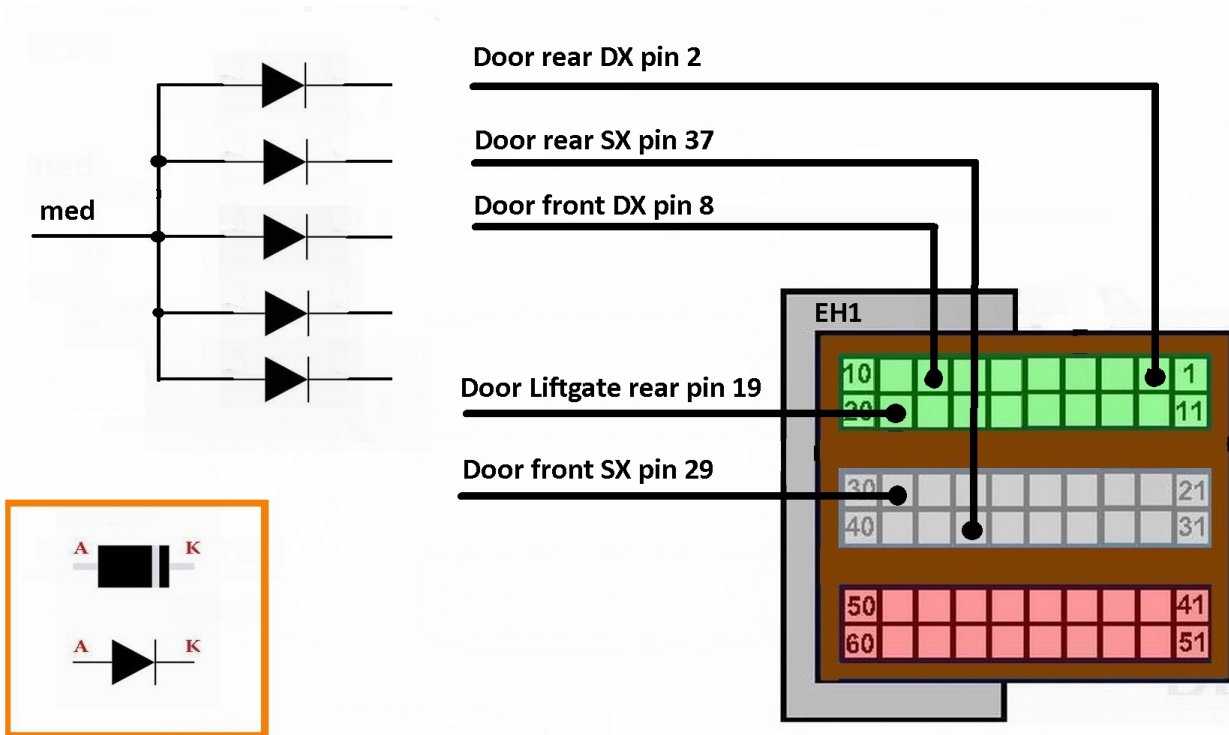 Door rear DX pin 2
Door rear SX pin 37
Door front DX pin 8
med
EH1
10 1
20 11
Door Liftgate rear pin 19
Door front SX pin 29
30 21
40 31
A K
A K
50 41
60 51